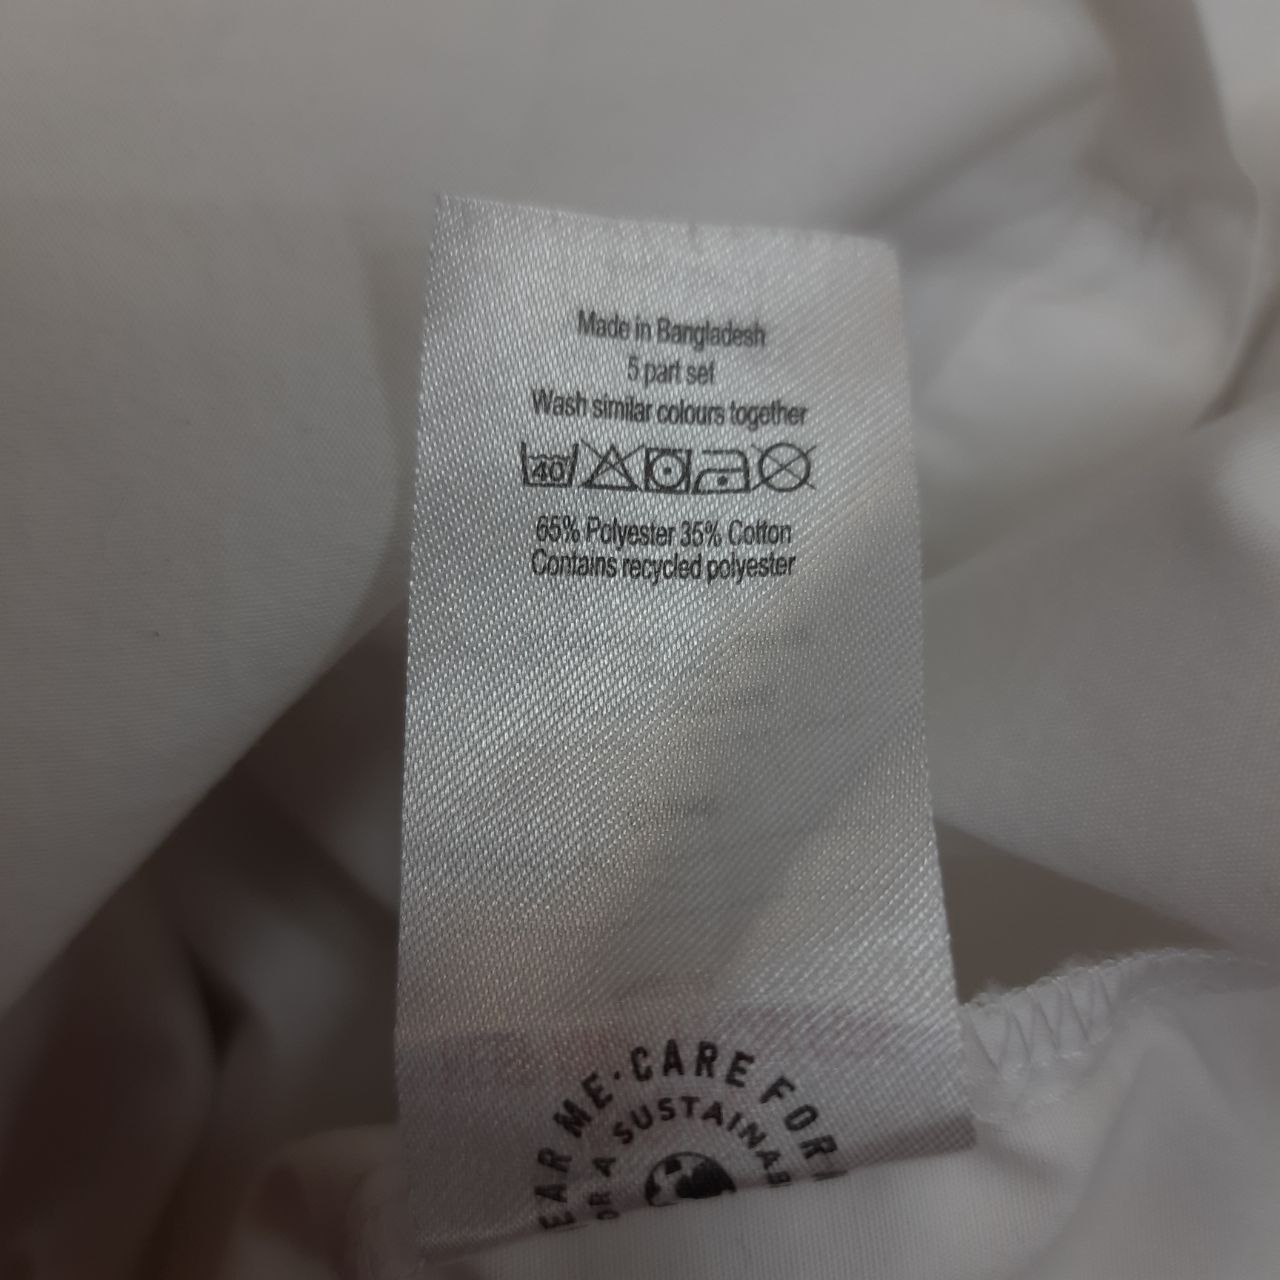 Made in Bangladesh
5 part set
Wash similar colours together
40
65% Polyester 35% Cotton
Contains recycled polyester
EAR ME · CARE FOR
OR A SUSTAINAB